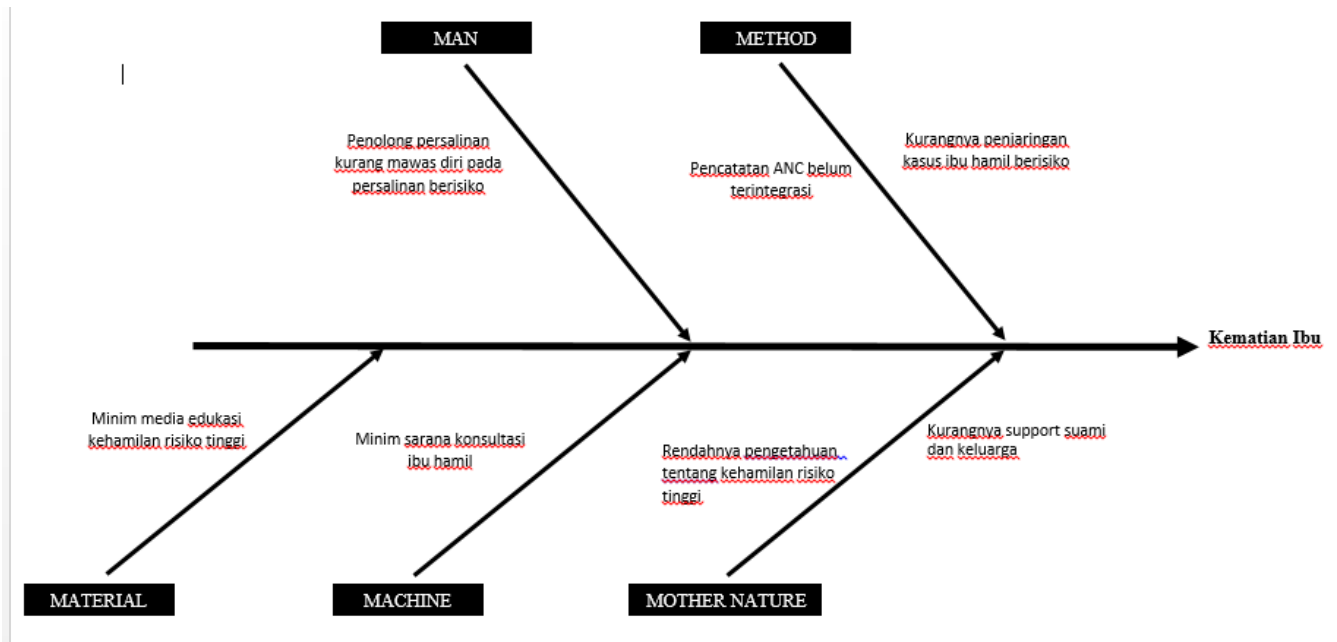 MAN
METHOD
Penolong persalinan
kurang mawas diri pada
persalinan berisiko
Pencatatan ANC belum
terintegrasi
Kurangnya penjaringan
kasus ibu hamil berisiko
Kematian Ibu
Minim media edukasi
kehamilan risiko tinggi
Minim sarana konsultasi
ibu hamil
Rendahnya pengetahuan
tentang kehamilan risiko
tinggi
Kurangnya support suami
dan keluarga
MATERIAL
MACHINE
MOTHER NATURE